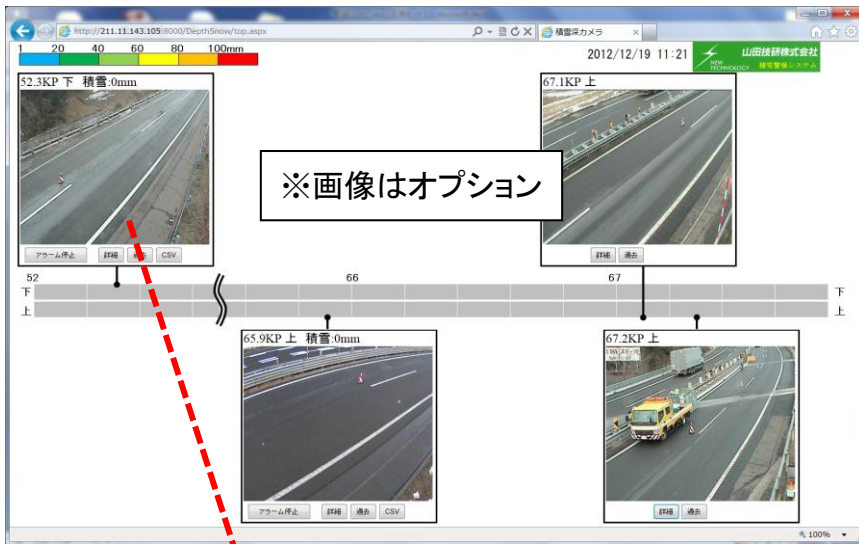 http://211.11.143.105:8000/DepthSnow/top.aspx
積雪深カメラ
1 20 40 60 80 100mm
2012/12/19 11:21
NEW TECHNOLOGY
山田技研株式会社
積雪警報システム
52.3KP 下 積雪:0mm
アラーム停止 詳細 過去 CSV
※画像はオプション
67.1KP 上
詳細 過去
52 66 67
下 下
上 上
65.9KP 上 積雪:0mm
アラーム停止 詳細 過去 CSV
67.2KP 上
詳細 過去
100%